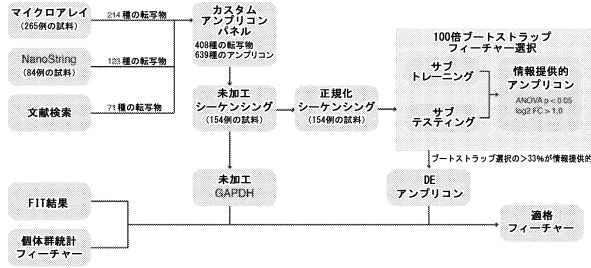 マイクロアレイ
(265例の試料)
214 種の転写物
カスタム
アンプリコン
パネル
408種の転写物
639種のアンプリコン
NanoString
(84例の試料)
123 種の転写物
文献検索
71種の転写物
100倍ブートストラップ
フィーチャー選択
サブ
トレーニング
サブ
テスティング
情報提供的
アンプリコン
ANOVA p < 0.05
log2 FC > 1.0
未加工
シーケンシング
(154例の試料)
正規化
シーケンシング
(154例の試料)
ブートストラップ選択の>33%が情報提供的
未加工
GAPDH
DE
アンプリコン
FIT結果
個体群統計
フィーチャー
適格
フィーチャー